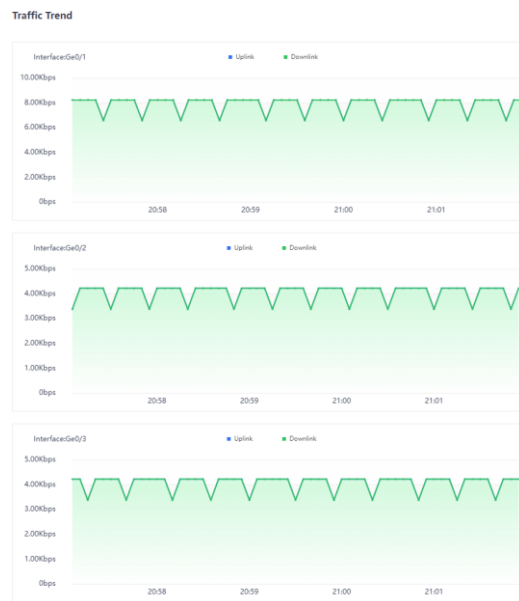 Traffic Trend
Interface:Ge0/1
Uplink
Downlink
10.00Kbps
8.00Kbps
6.00Kbps
4.00Kbps
2.00Kbps
0bps
20:58
20:59
21:00
21:01
Interface:Ge0/2
Uplink
Downlink
5.00Kbps
4.00Kbps
3.00Kbps
2.00Kbps
1.00Kbps
0bps
20:58
20:59
21:00
21:01
Interface:Ge0/3
Uplink
Downlink
5.00Kbps
4.00Kbps
3.00Kbps
2.00Kbps
1.00Kbps
0bps
20:58
20:59
21:00
21:01